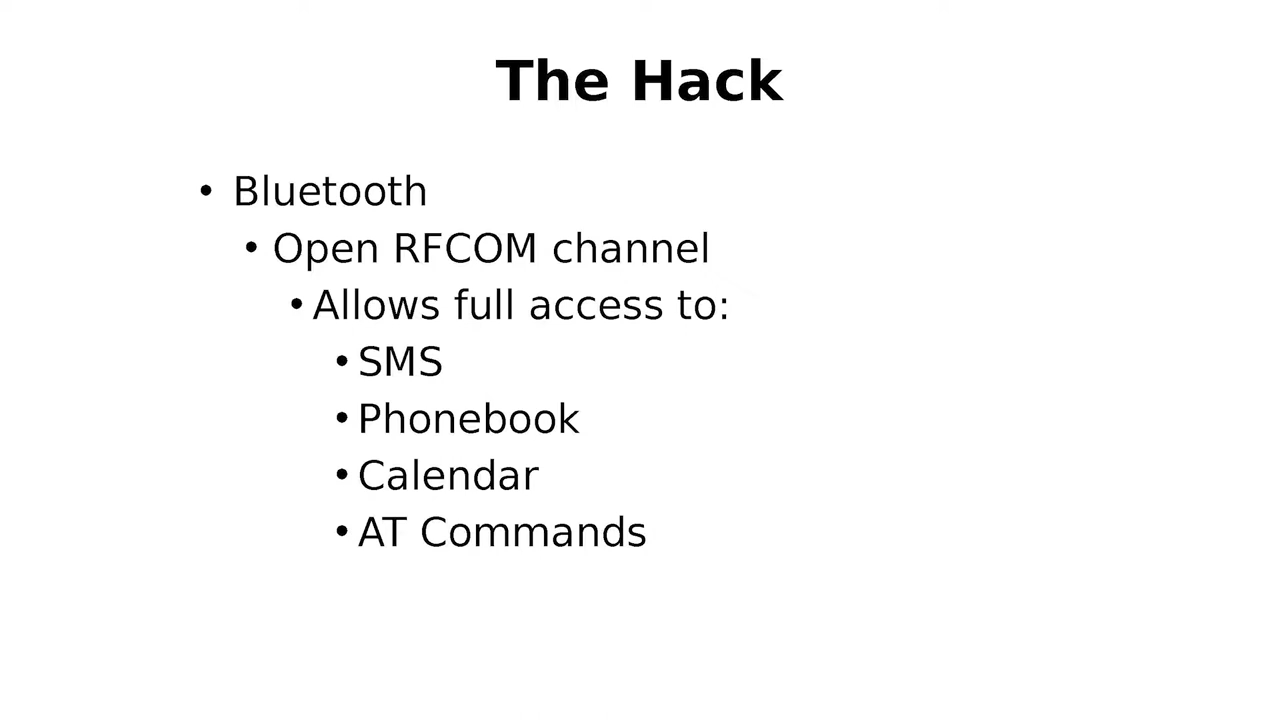 The Hack
• Bluetooth
• Open RFCOM channel
• Allows full access to:
• SMS
• Phonebook
• Calendar
• AT Commands